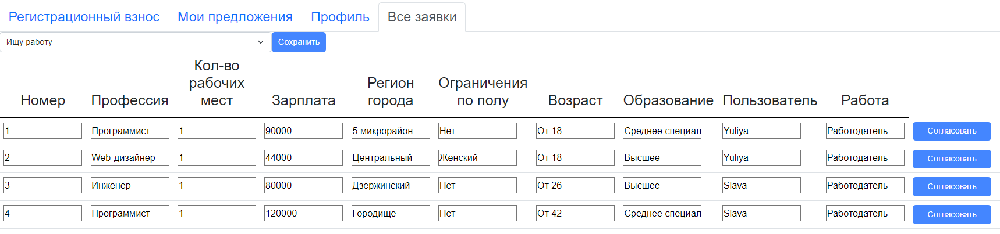 Регистрационный взнос Мои предложения Профиль Все заявки
Ищу работу Сохранить
Номер Профессия Кол-во рабочих мест Зарплата Регион города Ограничения по полу Возраст Образование Пользователь Работа
1 Программист 1 90000 5 микрорайон Нет От 18 Среднее специал Yuliya Работодатель Согласовать
2 Web-дизайнер 1 44000 Центральный Женский От 18 Высшее Yuliya Работодатель Согласовать
3 Инженер 1 80000 Дзержинский Нет От 26 Высшее Slava Работодатель Согласовать
4 Программист 1 120000 Городище Нет От 42 Среднее специал Slava Работодатель Согласовать